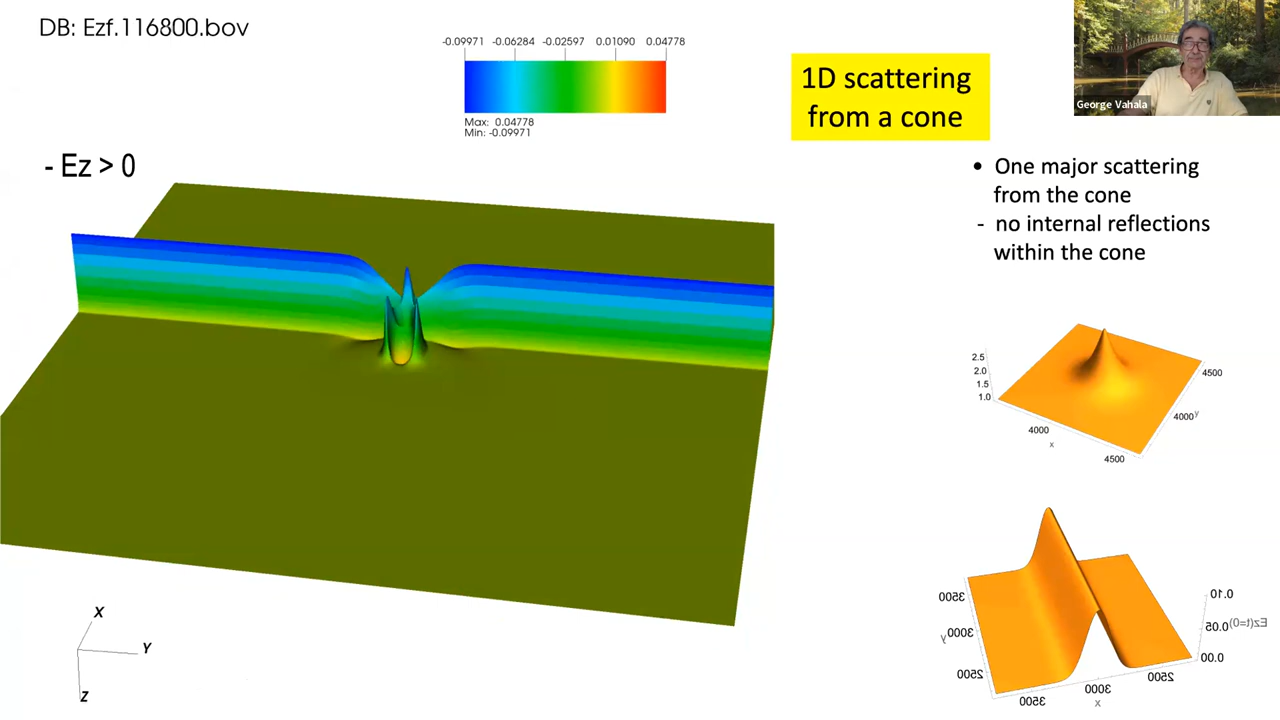 DB: Ezf.116800.bov
-0.09971 -0.06284 -0.02597 0.01090 0.04778
Max: 0.04778
Min: -0.09971
1D scattering
from a cone
George Vahala
- Ez > 0
• One major scattering
from the cone
- no internal reflections
within the cone
2.5
2.0
1.5
1.0
4000
x
4500
4500
4000
y
3500
3000
2500
y
3500
3000
2500
x
0.10
0.05
0.00
Ez(t=0)
X
Y
Z